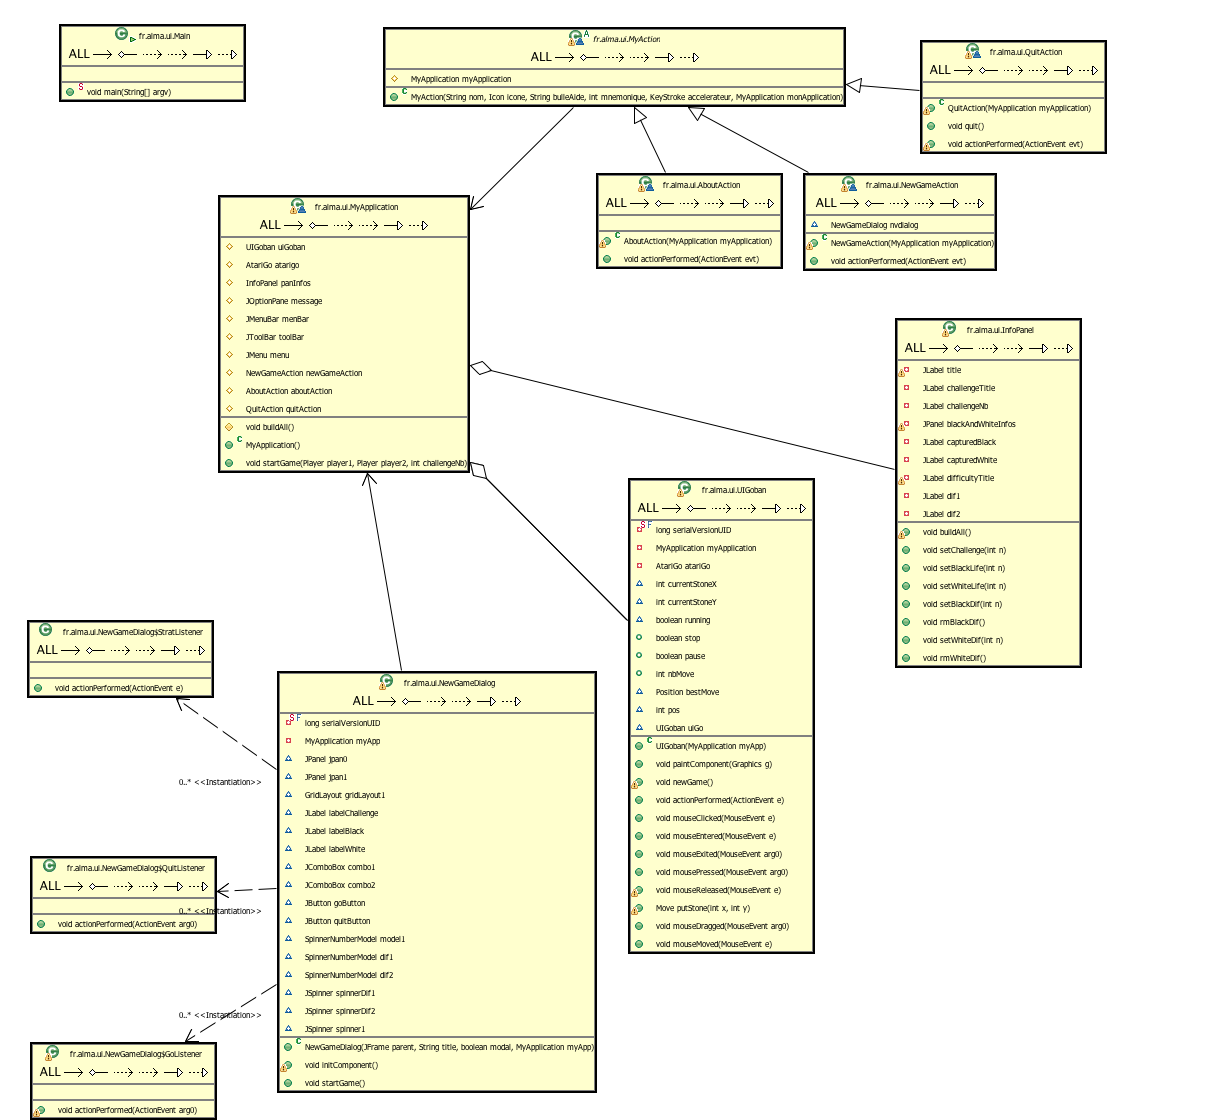 fr.alma.ui.Main
ALL
S void main(String[] argv)
A fr.alma.ui.MyAction
ALL
MyApplication myApplication
C MyAction(String nom, Icon icone, String bulleAide, int mnemonique, KeyStroke accelerateur, MyApplication monApplication)
fr.alma.ui.QuitAction
ALL
C QuitAction(MyApplication myApplication)
void quit()
void actionPerformed(ActionEvent evt)
fr.alma.ui.AboutAction
ALL
C AboutAction(MyApplication myApplication)
void actionPerformed(ActionEvent evt)
fr.alma.ui.NewGameAction
ALL
NewGameDialog nvdialog
C NewGameAction(MyApplication myApplication)
void actionPerformed(ActionEvent evt)
fr.alma.ui.MyApplication
ALL
UIGoban uiGoban
AtariGo atarigo
InfoPanel panInfos
JOptionPane message
JMenuBar menBar
JToolBar toolBar
JMenu menu
NewGameAction newGameAction
AboutAction aboutAction
QuitAction quitAction
void buildAll()
C MyApplication()
void startGame(Player player1, Player player2, int challengeNb)
fr.alma.ui.InfoPanel
ALL
JLabel title
JLabel challengeTitle
JLabel challengeNb
JPanel blackAndWhiteInfos
JLabel capturedBlack
JLabel capturedWhite
JLabel difficultyTitle
JLabel dif1
JLabel dif2
void buildAll()
void setChallenge(int n)
void setBlackLife(int n)
void setWhiteLife(int n)
void setBlackDif(int n)
void rmBlackDif()
void setWhiteDif(int n)
void rmWhiteDif()
fr.alma.ui.UIGoban
ALL
S F long serialVersionUID
MyApplication myApplication
AtariGo atariGo
int currentStoneX
int currentStoneY
boolean running
boolean stop
boolean pause
int nbMove
Position bestMove
int pos
UIGoban uiGo
C UIGoban(MyApplication myApp)
void paintComponent(Graphics g)
void newGame()
void actionPerformed(ActionEvent e)
void mouseClicked(MouseEvent e)
void mouseEntered(MouseEvent e)
void mouseExited(MouseEvent arg0)
void mousePressed(MouseEvent arg0)
void mouseReleased(MouseEvent e)
Move putStone(int x, int y)
void mouseDragged(MouseEvent arg0)
void mouseMoved(MouseEvent e)
fr.alma.ui.NewGameDialog$StratListener
ALL
void actionPerformed(ActionEvent e)
fr.alma.ui.NewGameDialog
ALL
S F long serialVersionUID
MyApplication myApp
JPanel jpan0
JPanel jpan1
GridLayout gridLayout1
JLabel labelChallenge
JLabel labelBlack
JLabel labelWhite
JComboBox combo1
JComboBox combo2
JButton goButton
JButton quitButton
SpinnerNumberModel model1
SpinnerNumberModel dif1
SpinnerNumberModel dif2
JSpinner spinnerDif1
JSpinner spinnerDif2
JSpinner spinner1
C NewGameDialog(JFrame parent, String title, boolean modal, MyApplication myApp)
void initComponent()
void startGame()
0..* <<Instantiation>>
fr.alma.ui.NewGameDialog$QuitListener
ALL
0..* <<Instantiation>>
void actionPerformed(ActionEvent arg0)
0..* <<Instantiation>>
fr.alma.ui.NewGameDialog$GoListener
ALL
void actionPerformed(ActionEvent arg0)